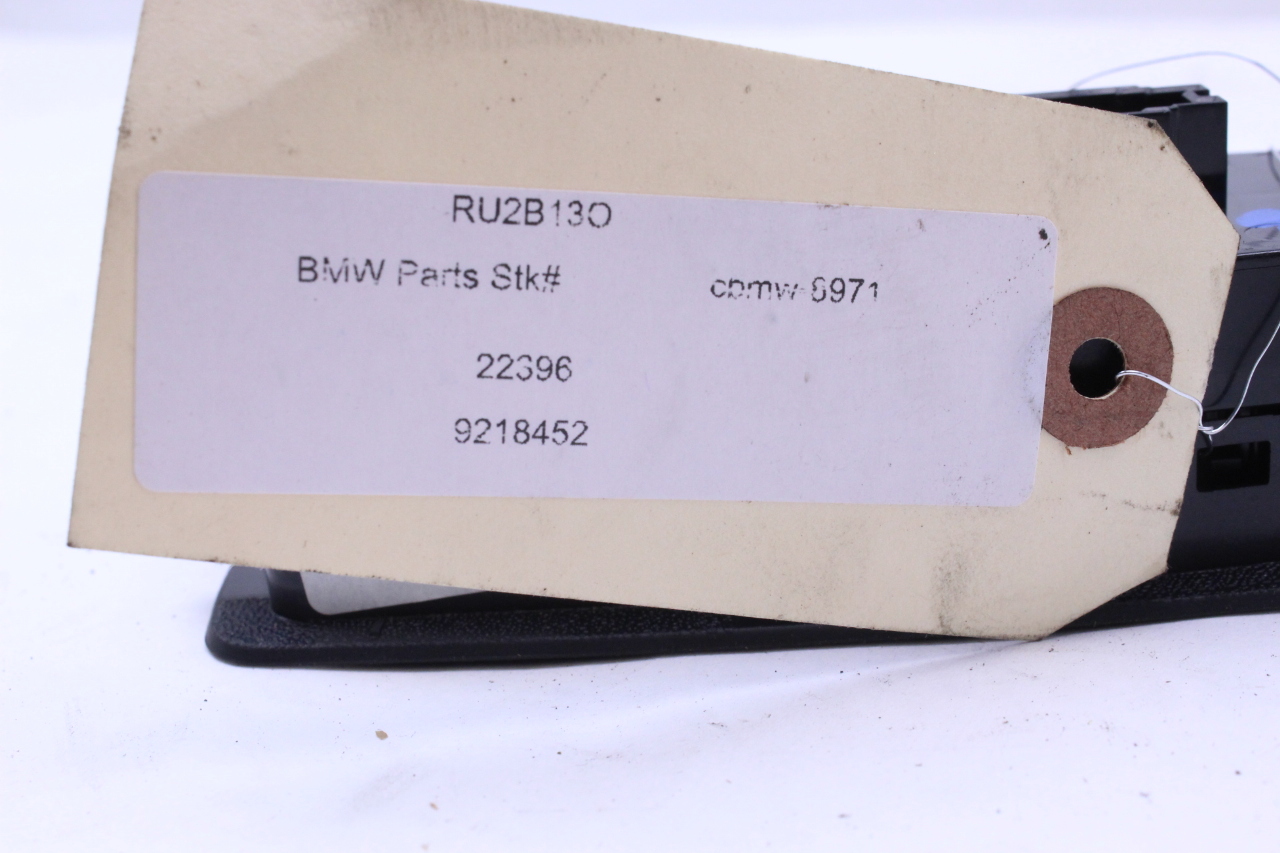 RU2B13O
BMW Parts Stk# cbmw-6971
22396
9218452